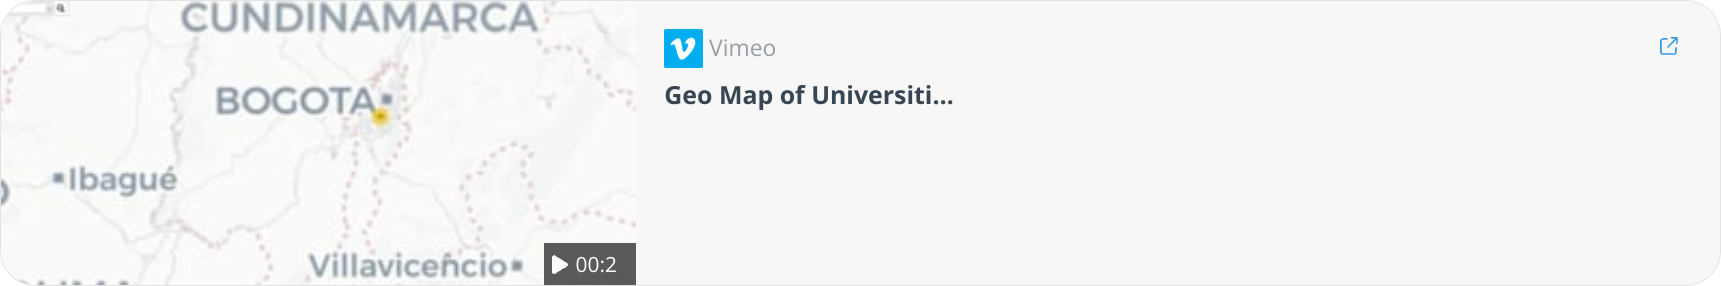 CUNDINAMARCA
BOGOTA
Ibagué
Villavicencio
00:2
Vimeo
Geo Map of Universiti...